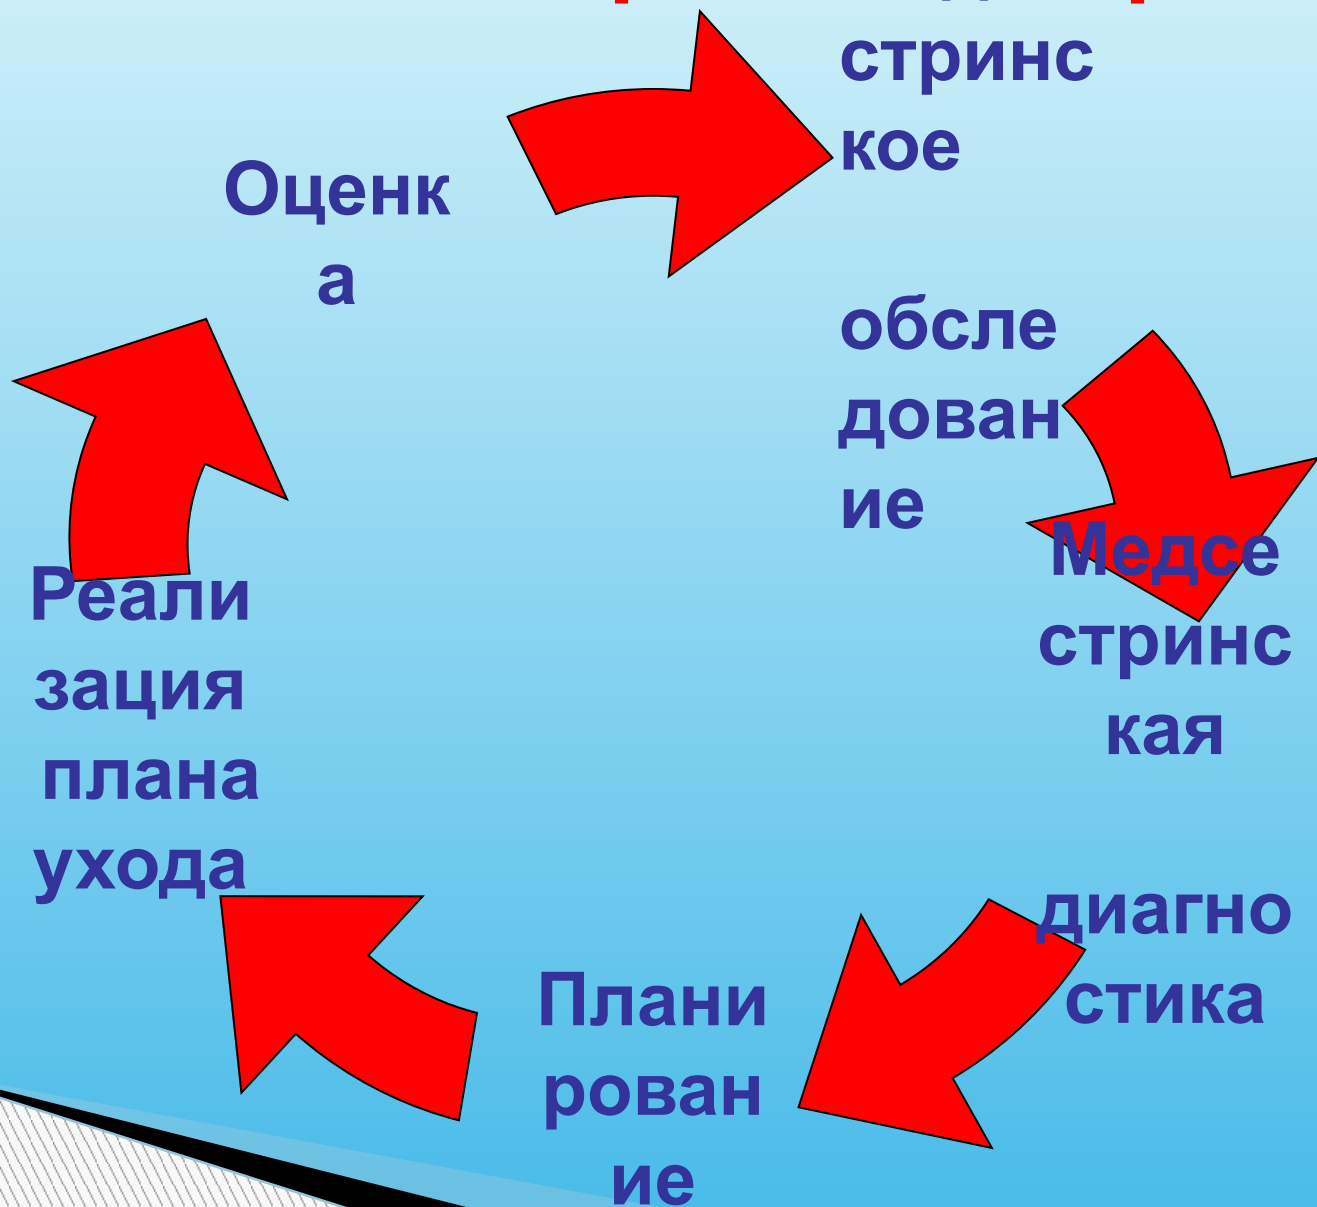 стринс
кое
обсле
дован
ие
Медсе
стринс
кая
диагно
стика
Плани
рован
ие
Реали
зация
плана
ухода
Оценк
а